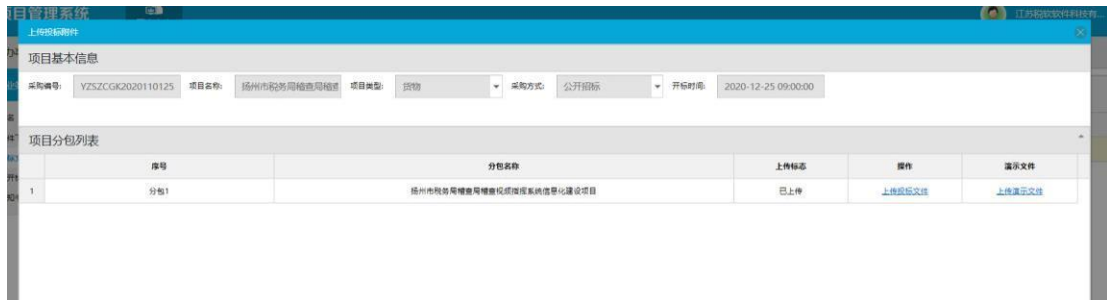 项目管理系统
江苏税软软件科技有...
上传投标附件
项目基本信息
采购编号: YZSZCGK2020110125 项目名称: 扬州市税务局稽查局稽查 项目类型: 货物 采购方式: 公开招标 开标时间: 2020-12-25 09:00:00
项目分包列表
序号 分包名称 上传标志 操作 演示文件
1 分包1 扬州市税务局稽查局稽查视频指挥系统信息化建设项目 已上传 上传投标文件 上传演示文件